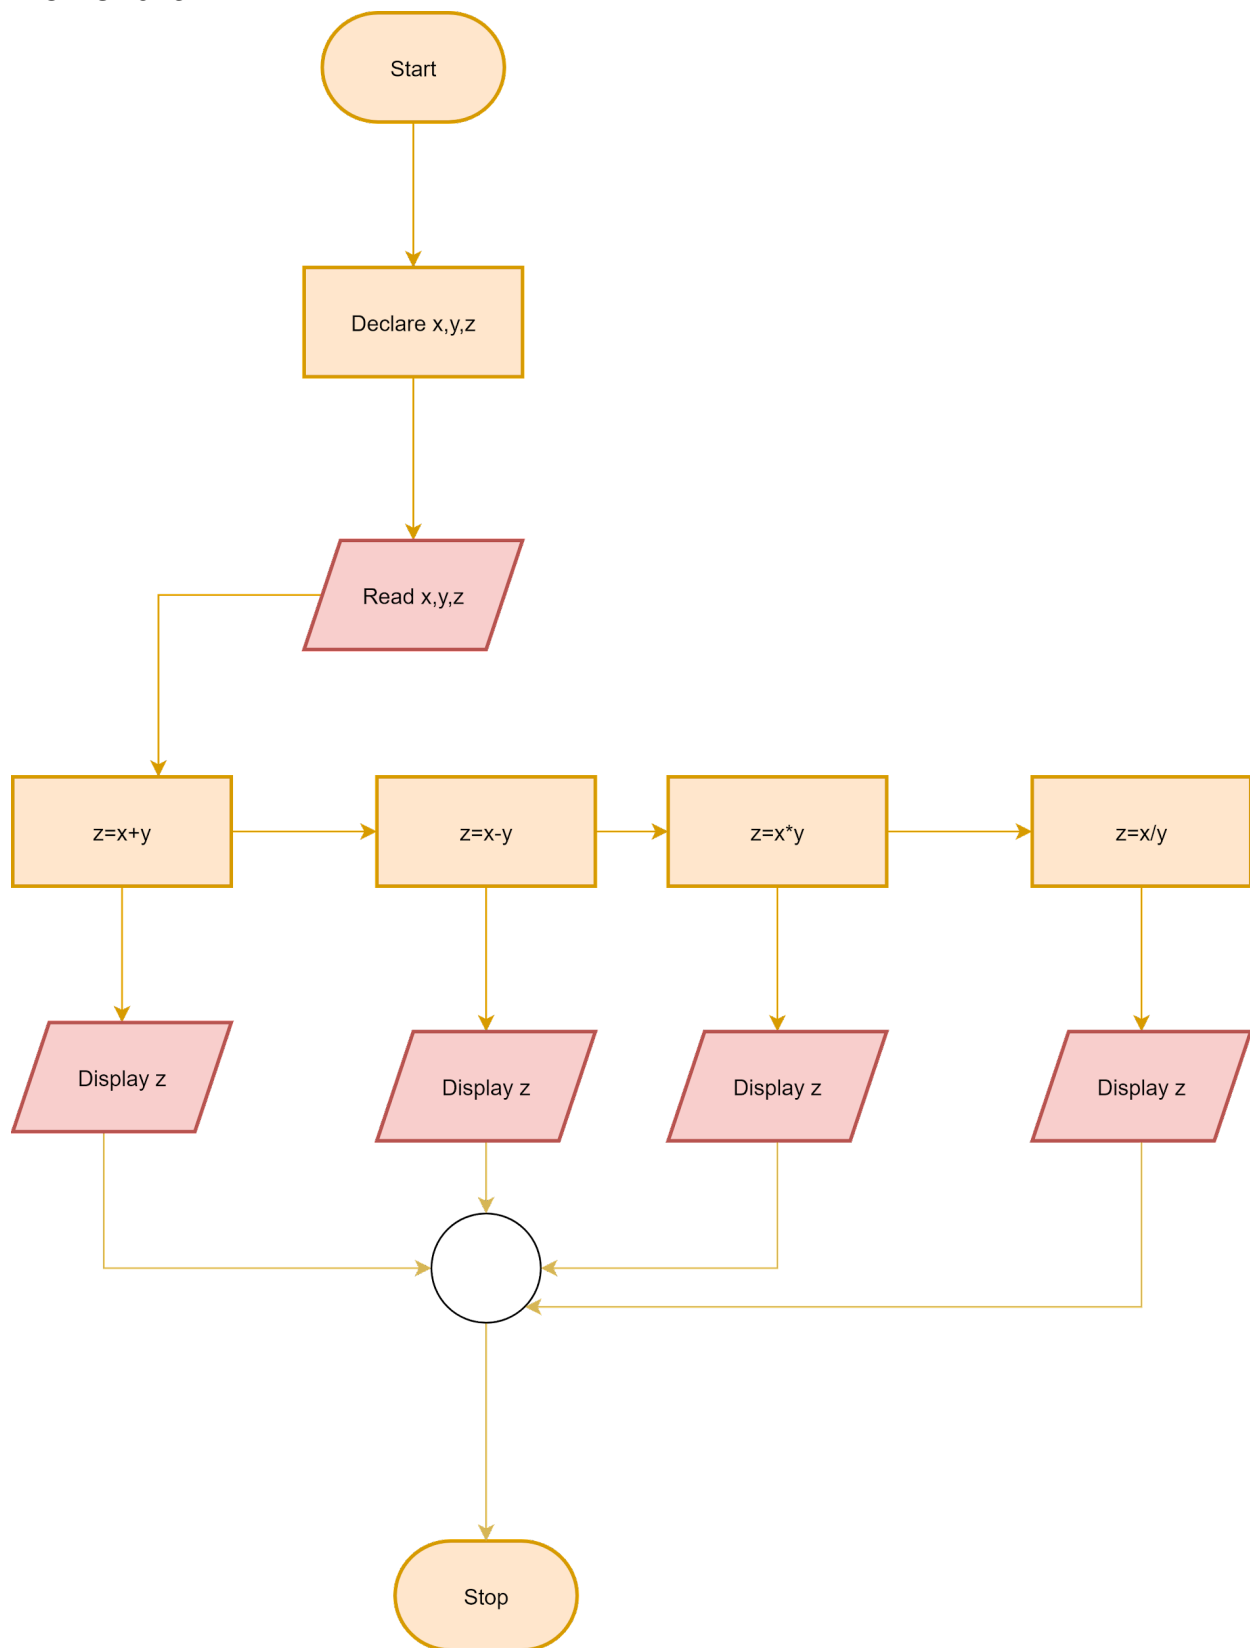 Start
Declare x,y,z
Read x,y,z
z=x+y
z=x-y
z=x*y
z=x/y
Display z
Display z
Display z
Display z
Stop